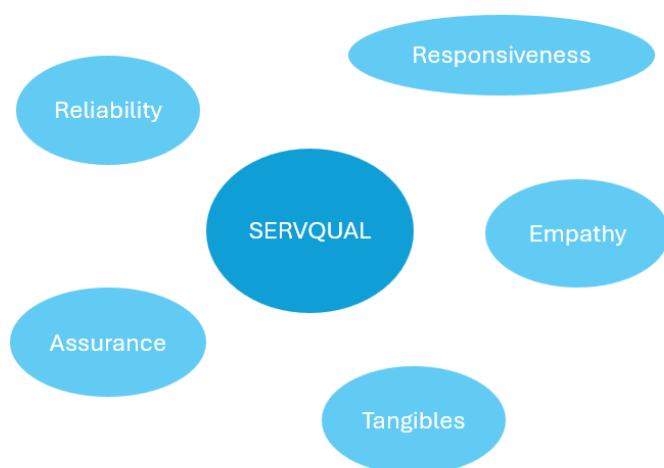 Responsiveness
Reliability
SERVQUAL
Empathy
Assurance
Tangibles